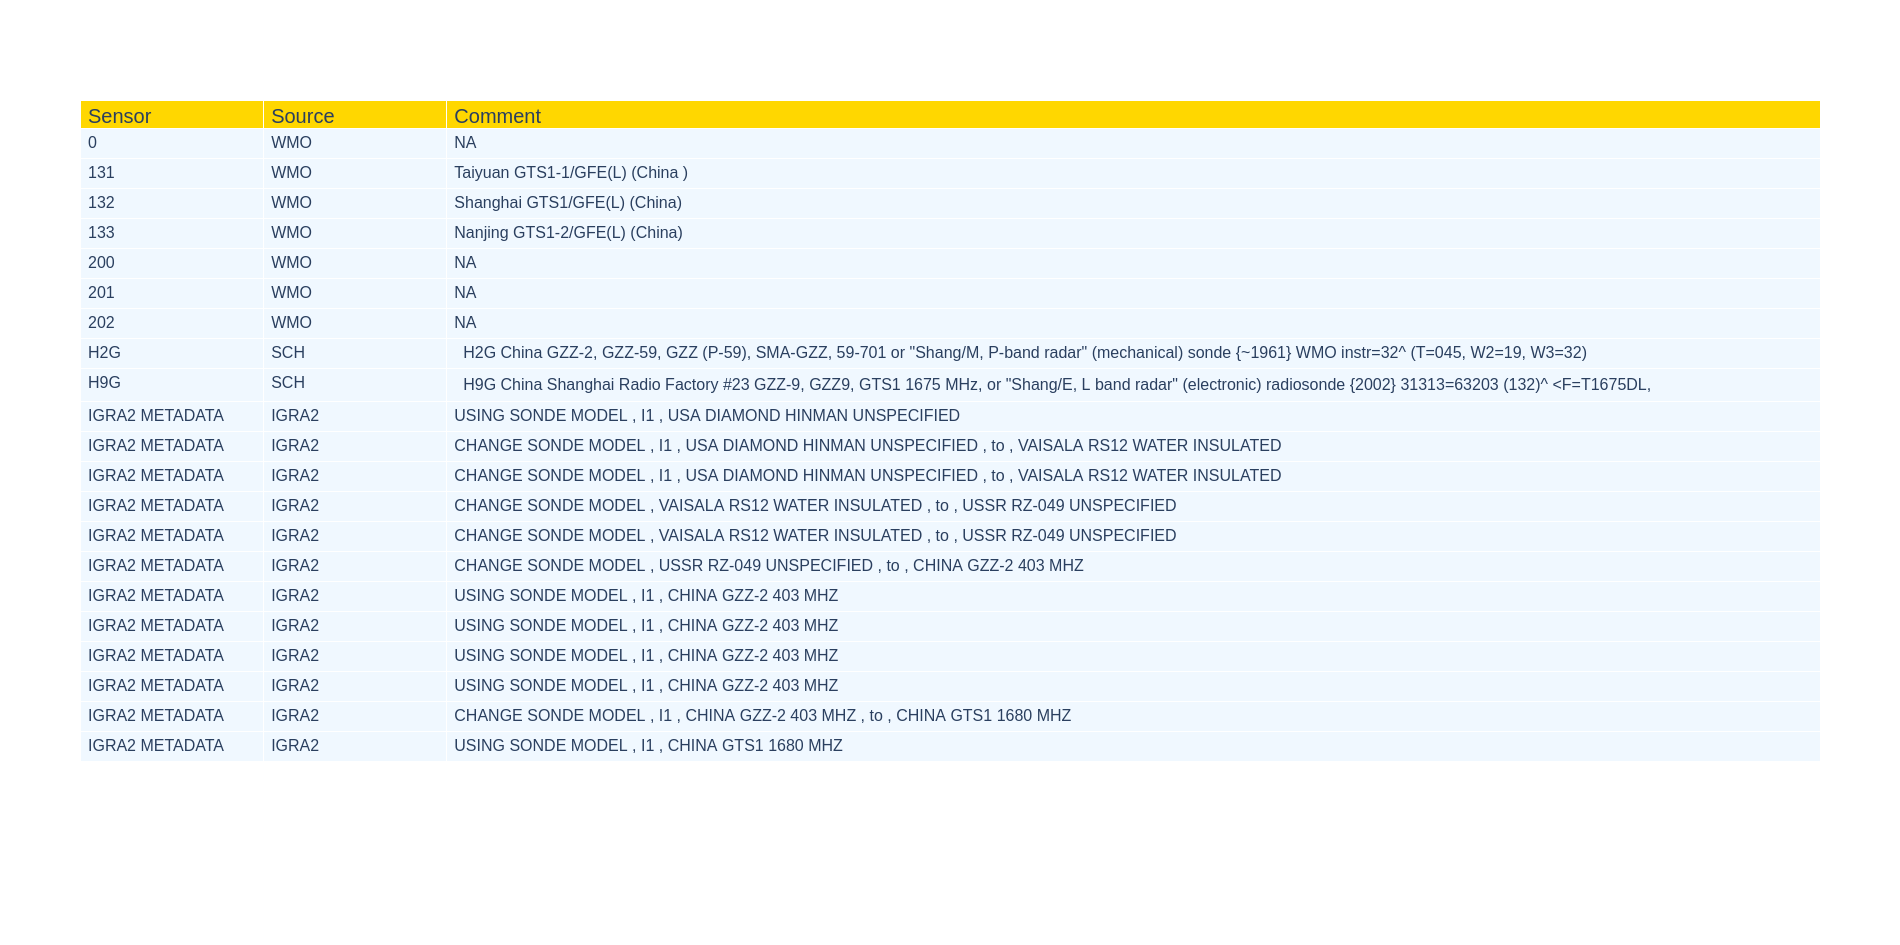 Sensor Source Comment
0 WMO NA
131 WMO Taiyuan GTS1-1/GFE(L) (China )
132 WMO Shanghai GTS1/GFE(L) (China)
133 WMO Nanjing GTS1-2/GFE(L) (China)
200 WMO NA
201 WMO NA
202 WMO NA
H2G SCH H2G China GZZ-2, GZZ-59, GZZ (P-59), SMA-GZZ, 59-701 or "Shang/M, P-band radar" (mechanical) sonde {~1961} WMO instr=32^ (T=045, W2=19, W3=32)
H9G SCH H9G China Shanghai Radio Factory #23 GZZ-9, GZZ9, GTS1 1675 MHz, or "Shang/E, L band radar" (electronic) radiosonde {2002} 31313=63203 (132)^ <F=T1675DL,
IGRA2 METADATA IGRA2 USING SONDE MODEL , I1 , USA DIAMOND HINMAN UNSPECIFIED
IGRA2 METADATA IGRA2 CHANGE SONDE MODEL , I1 , USA DIAMOND HINMAN UNSPECIFIED , to , VAISALA RS12 WATER INSULATED
IGRA2 METADATA IGRA2 CHANGE SONDE MODEL , I1 , USA DIAMOND HINMAN UNSPECIFIED , to , VAISALA RS12 WATER INSULATED
IGRA2 METADATA IGRA2 CHANGE SONDE MODEL , VAISALA RS12 WATER INSULATED , to , USSR RZ-049 UNSPECIFIED
IGRA2 METADATA IGRA2 CHANGE SONDE MODEL , VAISALA RS12 WATER INSULATED , to , USSR RZ-049 UNSPECIFIED
IGRA2 METADATA IGRA2 CHANGE SONDE MODEL , USSR RZ-049 UNSPECIFIED , to , CHINA GZZ-2 403 MHZ
IGRA2 METADATA IGRA2 USING SONDE MODEL , I1 , CHINA GZZ-2 403 MHZ
IGRA2 METADATA IGRA2 USING SONDE MODEL , I1 , CHINA GZZ-2 403 MHZ
IGRA2 METADATA IGRA2 USING SONDE MODEL , I1 , CHINA GZZ-2 403 MHZ
IGRA2 METADATA IGRA2 USING SONDE MODEL , I1 , CHINA GZZ-2 403 MHZ
IGRA2 METADATA IGRA2 CHANGE SONDE MODEL , I1 , CHINA GZZ-2 403 MHZ , to , CHINA GTS1 1680 MHZ
IGRA2 METADATA IGRA2 USING SONDE MODEL , I1 , CHINA GTS1 1680 MHZ